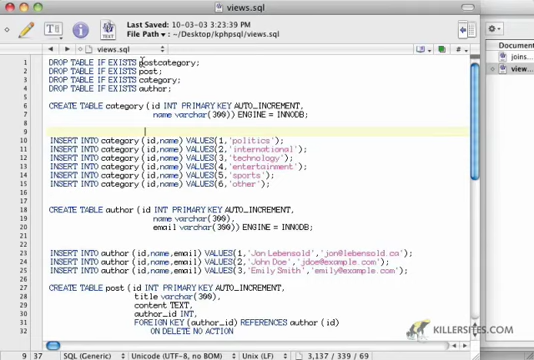 views.sql
Last Saved: 10-03-03 3:23:39 PM
~/Desktop/kphpsql/views.sql
views.sql
Document
joins...
view...
1 DROP TABLE IF EXISTS postcategory;
2 DROP TABLE IF EXISTS post;
3 DROP TABLE IF EXISTS category;
4 DROP TABLE IF EXISTS author;
5
6 CREATE TABLE category (id INT PRIMARY KEY AUTO_INCREMENT,
7 name varchar(300)) ENGINE = INNODB;
8
9
10 INSERT INTO category (id,name) VALUES(1,'politics');
11 INSERT INTO category (id,name) VALUES(2,'international');
12 INSERT INTO category (id,name) VALUES(3,'technology');
13 INSERT INTO category (id,name) VALUES(4,'entertainment');
14 INSERT INTO category (id,name) VALUES(5,'sports');
15 INSERT INTO category (id,name) VALUES(6,'other');
16
17
18 CREATE TABLE author (id INT PRIMARY KEY AUTO_INCREMENT,
19 name varchar(300),
20 email varchar(300)) ENGINE = INNODB;
21
22
23 INSERT INTO author (id,name,email) VALUES(1,'Jon Lebensold','jon@lebensold.ca');
24 INSERT INTO author (id,name,email) VALUES(2,'John Doe','jdoe@example.com');
25 INSERT INTO author (id,name,email) VALUES(3,'Emily Smith','emily@example.com');
26
27 CREATE TABLE post (id INT PRIMARY KEY AUTO_INCREMENT,
28 title varchar(300),
29 content TEXT,
30 author_id INT,
31 FOREIGN KEY (author_id) REFERENCES author (id)
32 ON DELETE NO ACTION
KILLERSITES.COM
9 37 SQL (Generic) Unicode (UTF-8) Unix (LF) 3,137 / 339 / 69